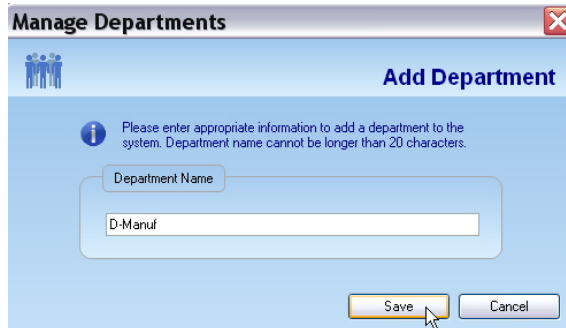 Manage Departments
Add Department
Please enter appropriate information to add a department to the
system. Department name cannot be longer than 20 characters.
Department Name
D-Manuf
Save
Cancel